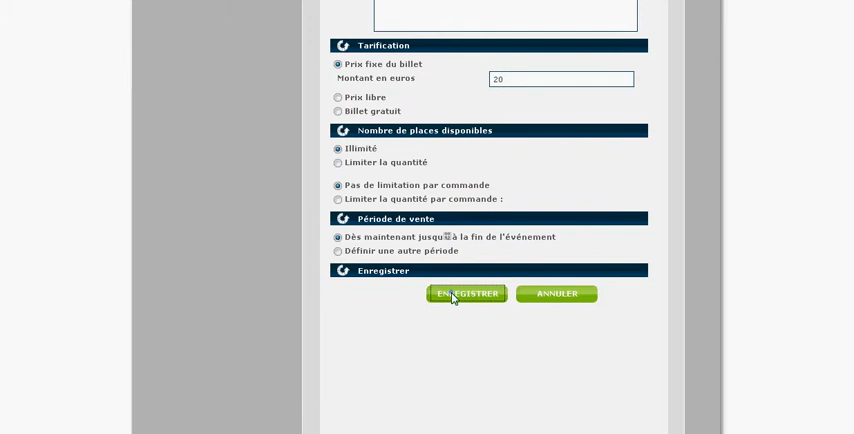 Tarification
Prix fixe du billet
Montant en euros 20
Prix libre
Billet gratuit
Nombre de places disponibles
Illimité
Limiter la quantité
Pas de limitation par commande
Limiter la quantité par commande :
Période de vente
Dès maintenant jusqu à la fin de l'événement
Définir une autre période
Enregistrer
ENREGISTRER ANNULER